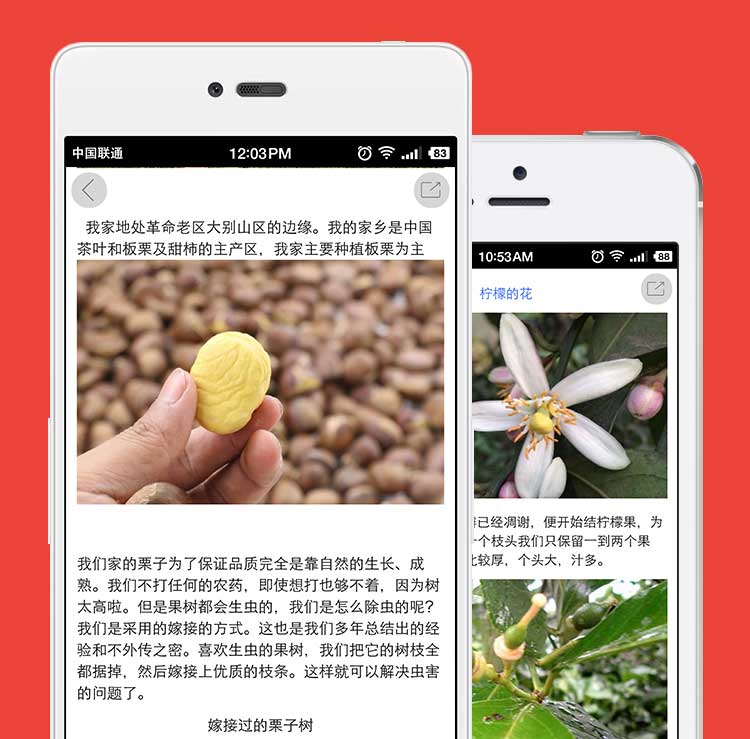 中国联通 12:03PM 83
我家地处革命老区大别山区的边缘。我的家乡是中国
茶叶和板栗及甜柿的主产区，我家主要种植板栗为主
我们家的栗子为了保证品质完全是靠自然的生长、成
熟。我们不打任何的农药，即使想打也够不着，因为树
太高啦。但是果树都会生虫的，我们是怎么除虫的呢？
我们是采用的嫁接的方式。这也是我们多年总结出的经
验和不外传之密。喜欢生虫的果树，我们把它的树枝全
都据掉，然后嫁接上优质的枝条。这样就可以解决虫害
的问题了。
嫁接过的栗子树
10:53AM 88
柠檬的花
已经凋谢，便开始结柠檬果，为
个枝头我们只保留一到两个果
较厚，个头大，汁多。